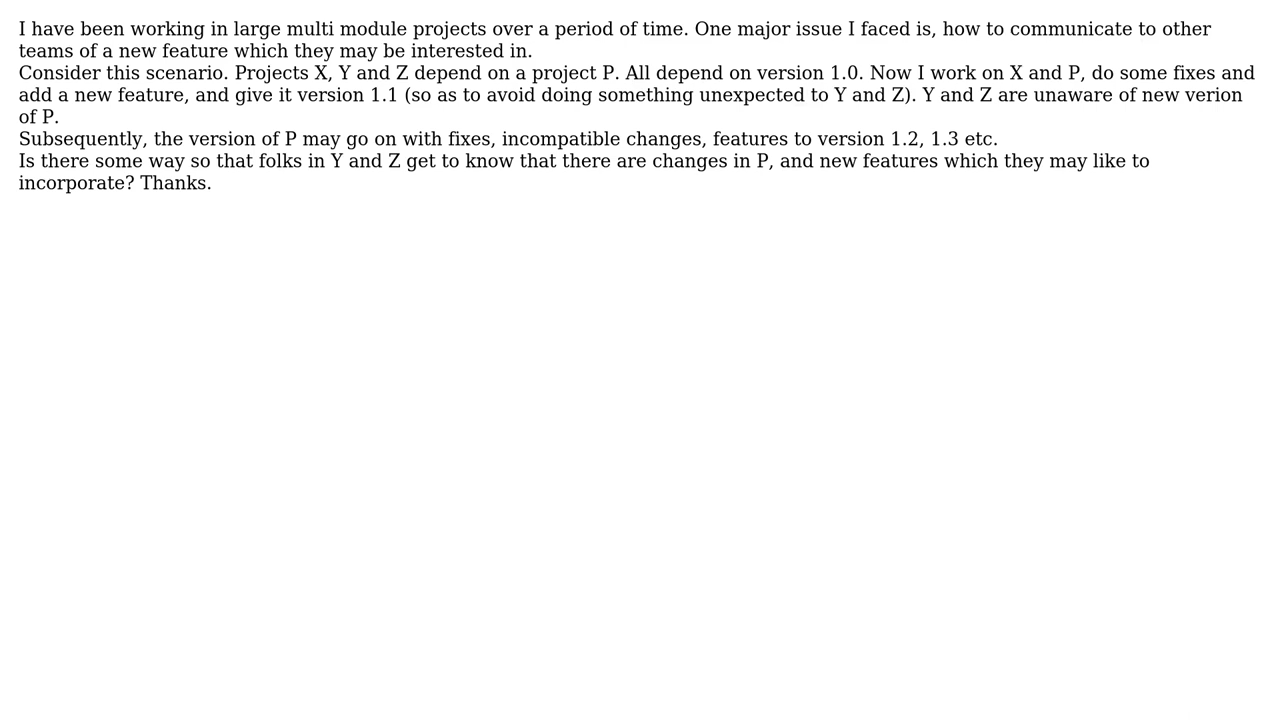 I have been working in large multi module projects over a period of time. One major issue I faced is, how to communicate to other
teams of a new feature which they may be interested in.
Consider this scenario. Projects X, Y and Z depend on a project P. All depend on version 1.0. Now I work on X and P, do some fixes and
add a new feature, and give it version 1.1 (so as to avoid doing something unexpected to Y and Z). Y and Z are unaware of new verion
of P.
Subsequently, the version of P may go on with fixes, incompatible changes, features to version 1.2, 1.3 etc.
Is there some way so that folks in Y and Z get to know that there are changes in P, and new features which they may like to
incorporate? Thanks.